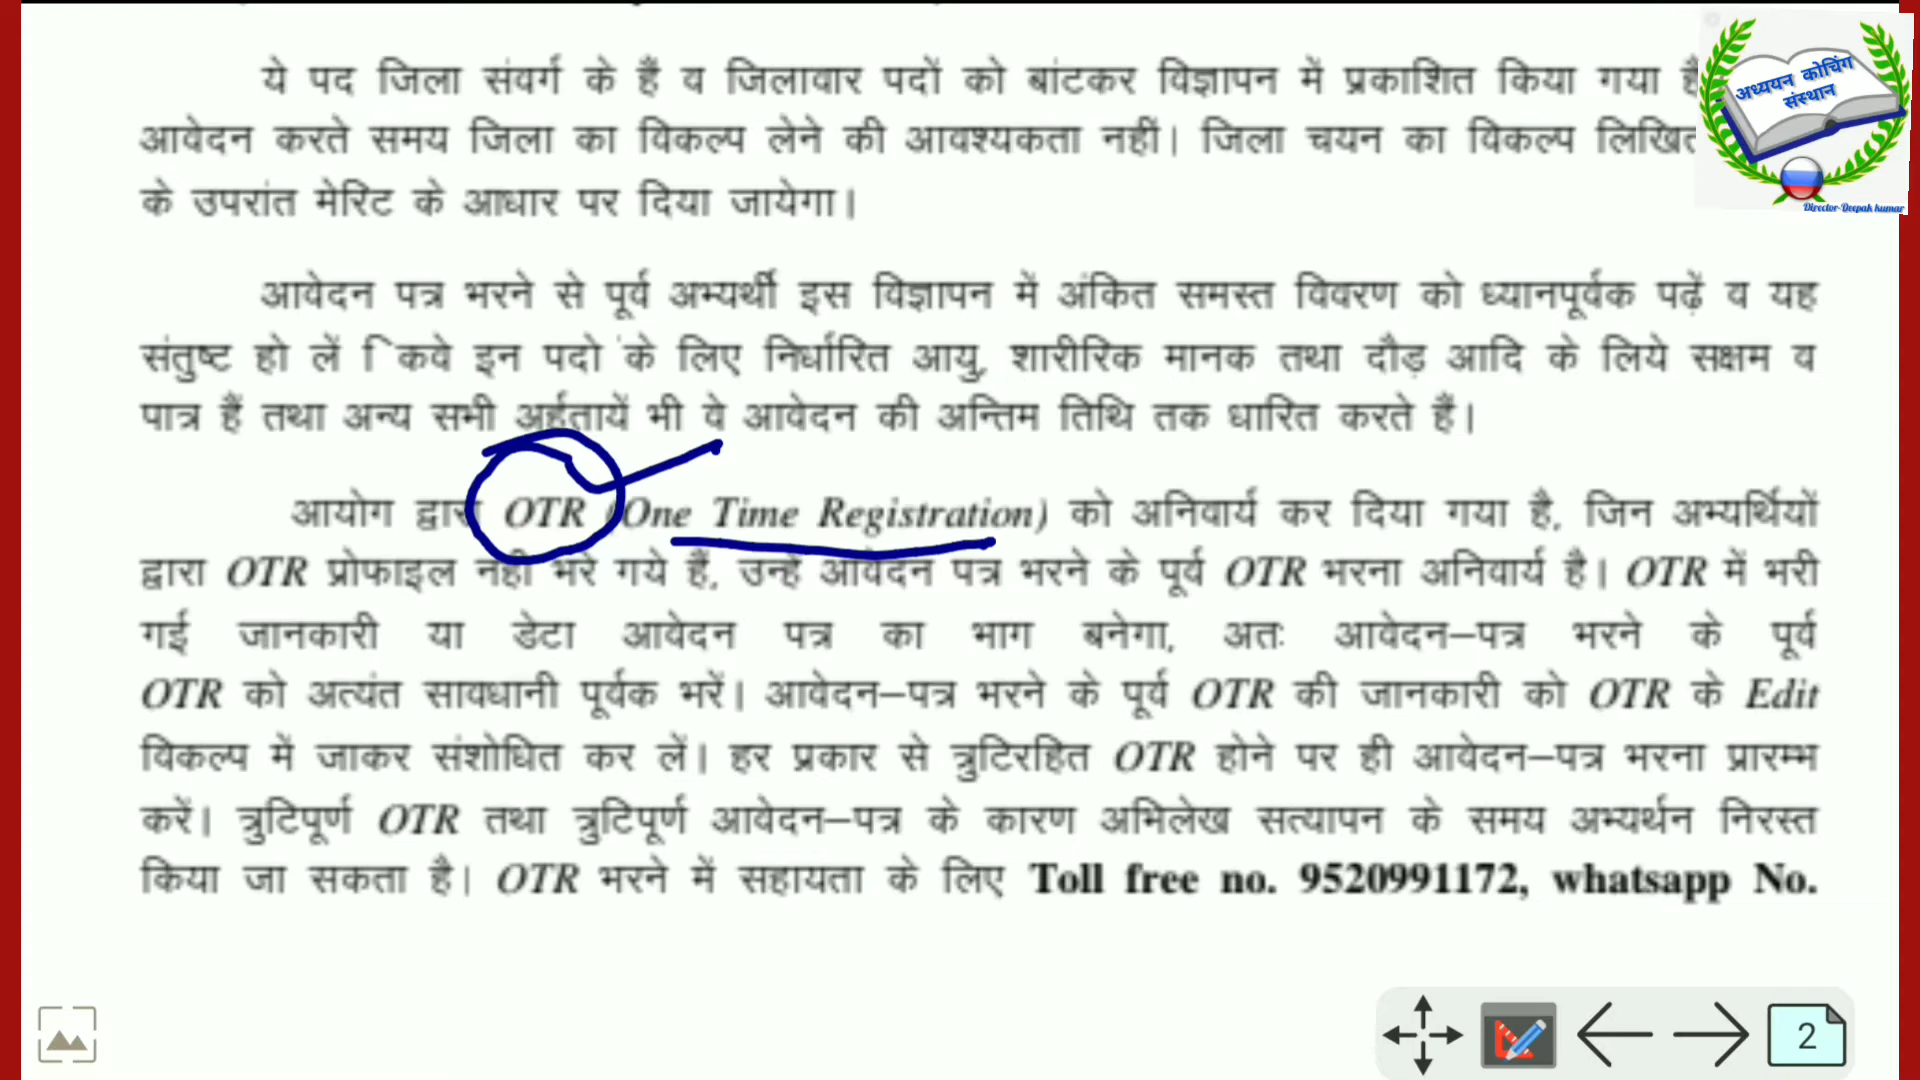 ये पद जिला संवर्ग के हैं व जिलावार पदों को बांटकर विज्ञापन में प्रकाशित किया गया
आवेदन करते समय जिला का विकल्प लेने की आवश्यकता नहीं। जिला चयन का विकल्प लिखित
के उपरांत मेरिट के आधार पर दिया जायेगा।
आवेदन पत्र भरने से पूर्व अभ्यर्थी इस विज्ञापन में अंकित समस्त विवरण को ध्यानपूर्वक पढ़ें व यह
संतुष्ट हो लें िकवे इन पदो के लिए निर्धारित आयु, शारीरिक मानक तथा दौड़ आदि के लिये सक्षम व
पात्र हैं तथा अन्य सभी अर्हतायें भी वे आवेदन की अन्तिम तिथि तक धारित करते हैं।
आयोग द्वारा OTR (One Time Registration) को अनिवार्य कर दिया गया है, जिन अभ्यर्थियों
द्वारा OTR प्रोफाइल नहीं भरे गये हैं, उन्हें आवेदन पत्र भरने के पूर्व OTR भरना अनिवार्य है। OTR में भरी
गई जानकारी या डेटा आवेदन पत्र का भाग बनेगा, अतः आवेदन–पत्र भरने के पूर्व
OTR को अत्यंत सावधानी पूर्वक भरें। आवेदन–पत्र भरने के पूर्व OTR की जानकारी को OTR के Edit
विकल्प में जाकर संशोधित कर लें। हर प्रकार से त्रुटिरहित OTR होने पर ही आवेदन–पत्र भरना प्रारम्भ
करें। त्रुटिपूर्ण OTR तथा त्रुटिपूर्ण आवेदन–पत्र के कारण अभिलेख सत्यापन के समय अभ्यर्थन निरस्त
किया जा सकता है। OTR भरने में सहायता के लिए Toll free no. 9520991172, whatsapp No.
अध्ययन कोचिंग
संस्थान
Director-Deepak kumar
2